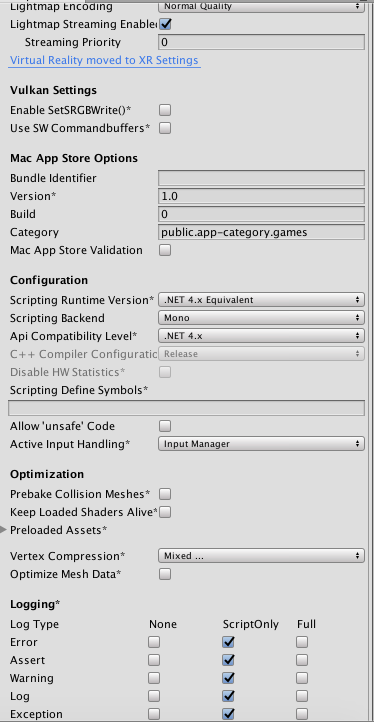 Lightmap Encoding Normal Quality
Lightmap Streaming Enabled
Streaming Priority 0
Virtual Reality moved to XR Settings
Vulkan Settings
Enable SetSRGBWrite()*
Use SW Commandbuffers*
Mac App Store Options
Bundle Identifier
Version* 1.0
Build 0
Category public.app-category.games
Mac App Store Validation
Configuration
Scripting Runtime Version* .NET 4.x Equivalent
Scripting Backend Mono
Api Compatibility Level* .NET 4.x
C++ Compiler Configuratic Release
Disable HW Statistics*
Scripting Define Symbols*
Allow 'unsafe' Code
Active Input Handling* Input Manager
Optimization
Prebake Collision Meshes*
Keep Loaded Shaders Alive*
Preloaded Assets*
Vertex Compression* Mixed ...
Optimize Mesh Data*
Logging*
Log Type None ScriptOnly Full
Error
Assert
Warning
Log
Exception